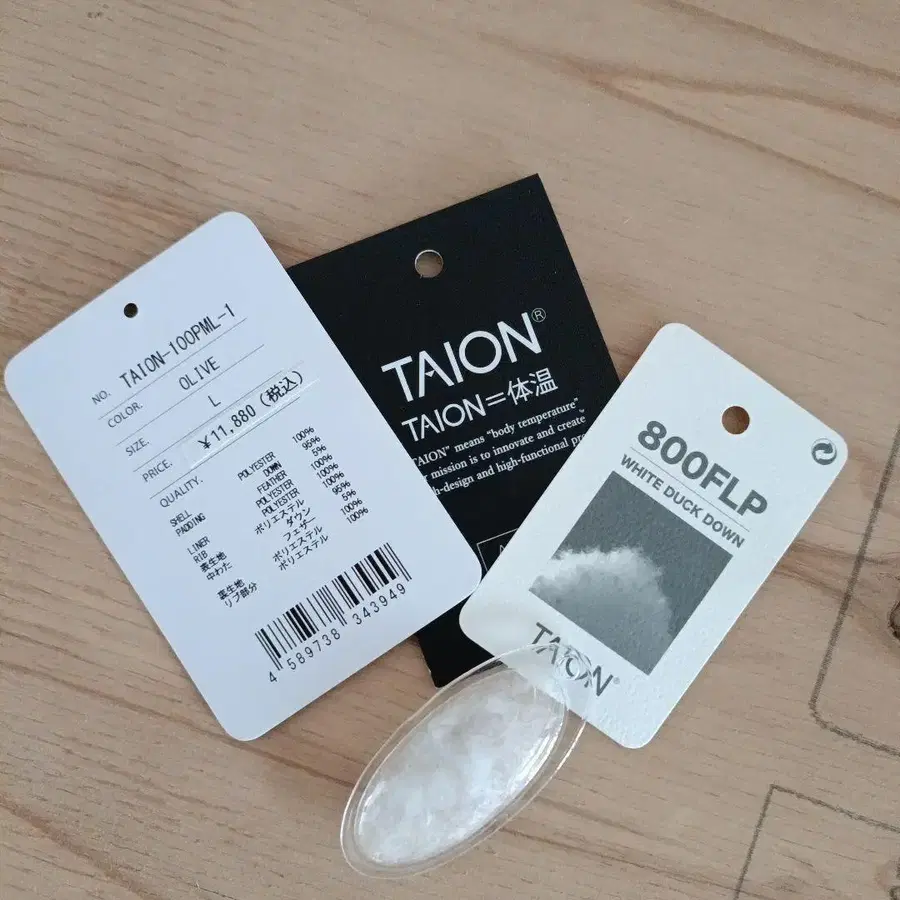 NO. TAION-100PML-1
COLOR. OLIVE
SIZE. L
PRICE. ¥11,880(税込)
QUALITY.
SHELL POLYESTER 100%
PADDING DOWN 95%
FEATHER 5%
LINER POLYESTER 100%
RIB POLYESTER 100%
表生地 ポリエステル 100%
中わた ダウン 95%
フェザー 5%
裏生地 ポリエステル 100%
リブ部分 ポリエステル 100%
4 589738 343949
TAION®
TAION=体温
TAION" means "body temperature"
mission is to innovate and create
-design and high-functional
A
800FLP
WHITE DUCK DOWN
TAION®